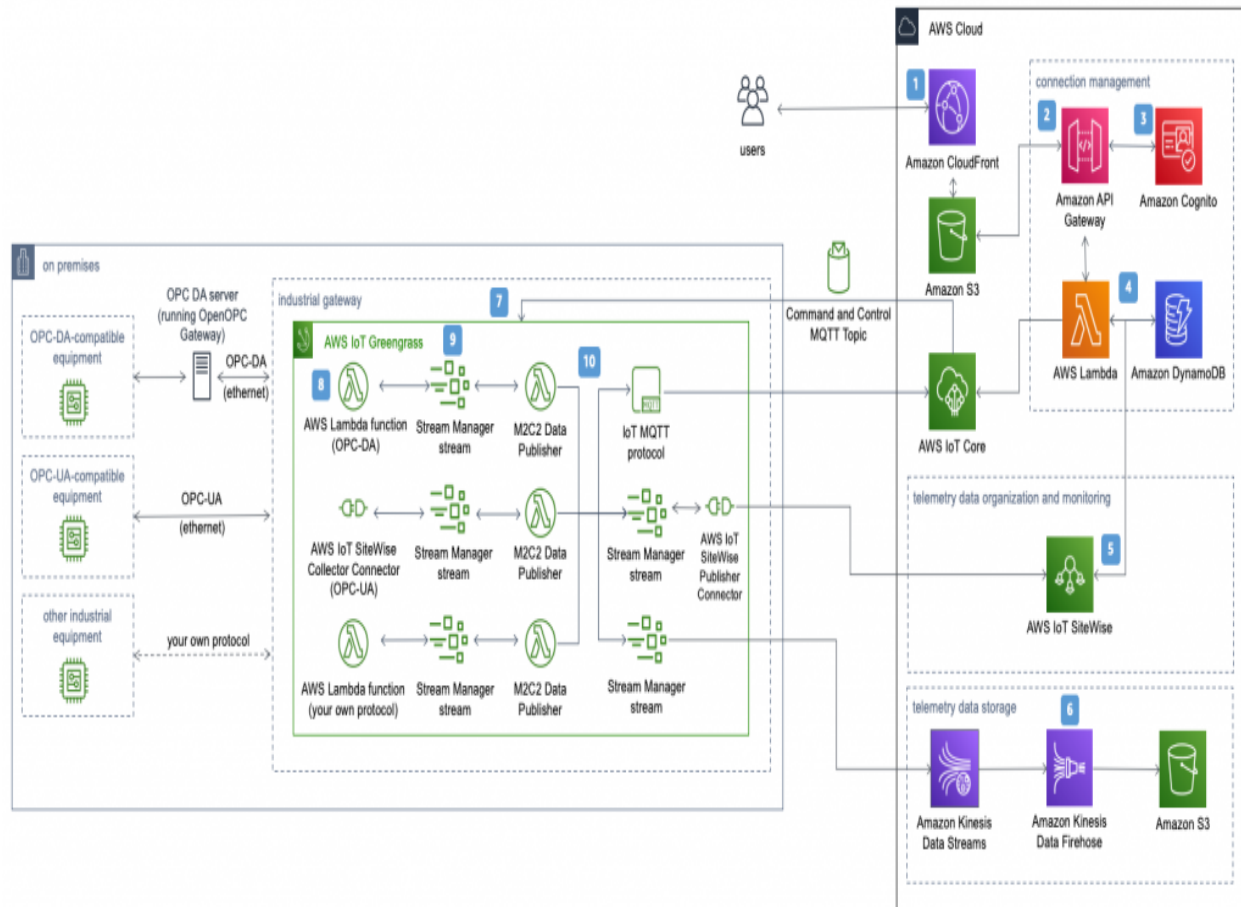 AWS Cloud
1
users
Amazon CloudFront
Amazon S3
connection management
2
3
Amazon API
Gateway
Amazon Cognito
4
AWS Lambda
Amazon DynamoDB
Command and Control
MQTT Topic
AWS IoT Core
on premises
OPC DA server
(running OpenOPC
Gateway)
OPC-DA-compatible
equipment
OPC-DA
(ethernet)
OPC-UA-compatible
equipment
OPC-UA
(ethernet)
other industrial
equipment
your own protocol
industrial gateway
7
AWS IoT Greengrass
9
10
8
AWS Lambda function
(OPC-DA)
Stream Manager
stream
M2C2 Data
Publisher
IoT MQTT
protocol
MQTT
AWS IoT SiteWise
Collector Connector
(OPC-UA)
Stream Manager
stream
M2C2 Data
Publisher
Stream Manager
stream
AWS IoT
SiteWise
Publisher
Connector
AWS Lambda function
(your own protocol)
Stream Manager
stream
M2C2 Data
Publisher
Stream Manager
stream
telemetry data organization and monitoring
5
AWS IoT SiteWise
telemetry data storage
6
Amazon Kinesis
Data Streams
Amazon Kinesis
Data Firehose
Amazon S3